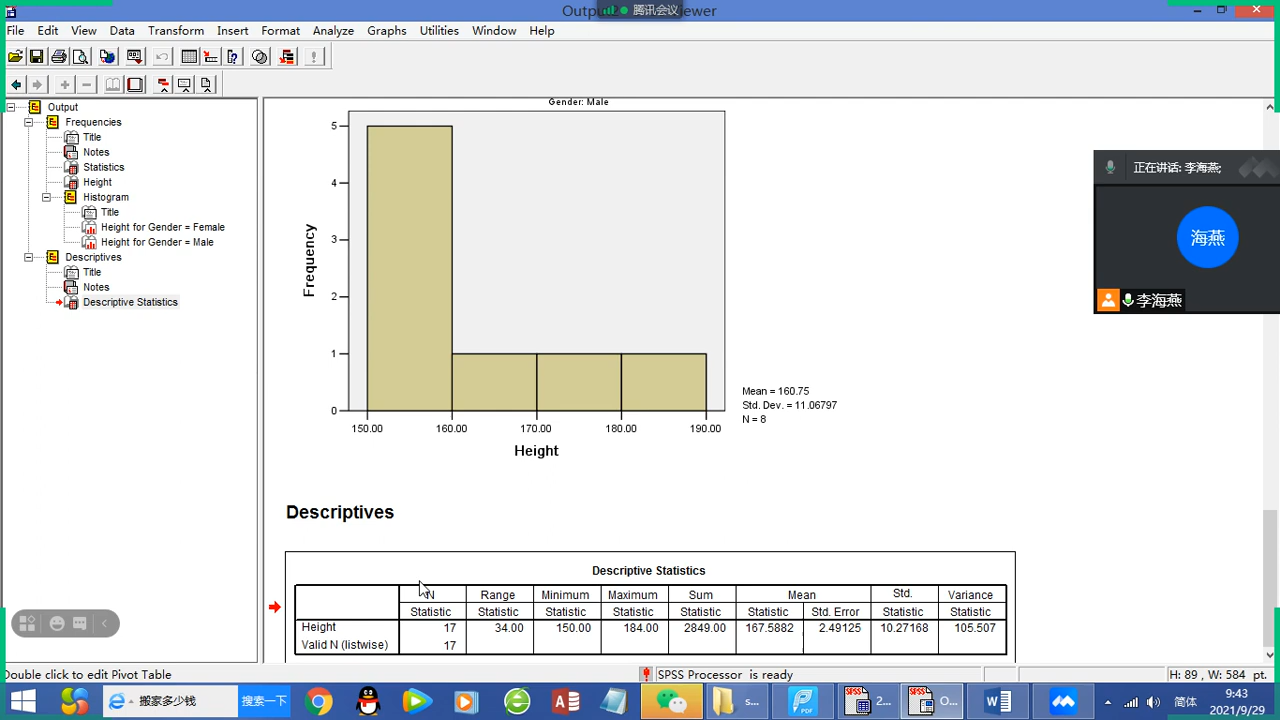 Outp
腾讯会议
ewer
File Edit View Data Transform Insert Format Analyze Graphs Utilities Window Help
Output
Frequencies
Title
Notes
Statistics
Height
Histogram
Title
Height for Gender = Female
Height for Gender = Male
Descriptives
Title
Notes
Descriptive Statistics
Gender: Male
5
4
3
2
1
0
Frequency
150.00 160.00 170.00 180.00 190.00
Height
Mean = 160.75
Std. Dev. = 11.06797
N = 8
正在讲话: 李海燕;
海燕
李海燕
Descriptives
Descriptive Statistics
N Range Minimum Maximum Sum Mean Std. Variance
Statistic Statistic Statistic Statistic Statistic Statistic Std. Error Statistic Statistic
Height 17 34.00 150.00 184.00 2849.00 167.5882 2.49125 10.27168 105.507
Valid N (listwise) 17
Double click to edit Pivot Table
SPSS Processor is ready
H: 89 , W: 584 pt.
搬家多少钱
搜索一下
SPSS
SPSS
PDF
s...
2...
O...
简体
9:43
2021/9/29